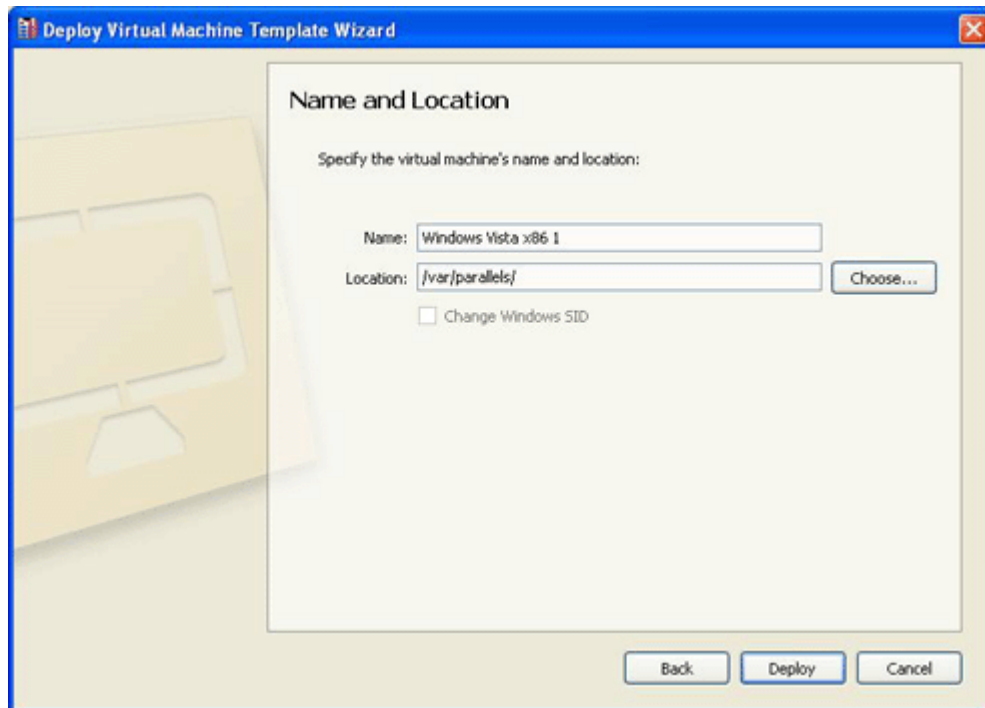 Deploy Virtual Machine Template Wizard
Name and Location
Specify the virtual machine's name and location:
Name: Windows Vista x86 1
Location: /var/parallels/ Choose...
Change Windows SID
Back Deploy Cancel